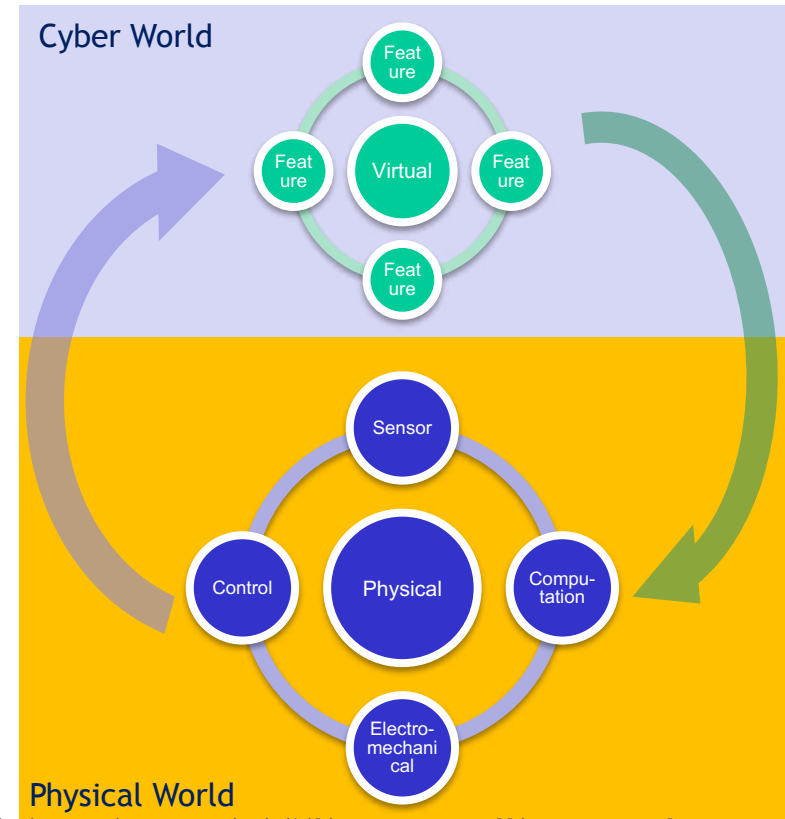 Cyber World
Feat
ure
Feat
ure
Virtual
Feat
ure
Feat
ure
Sensor
Control
Physical
Compu-
tation
Electro-
mechani
cal
Physical World